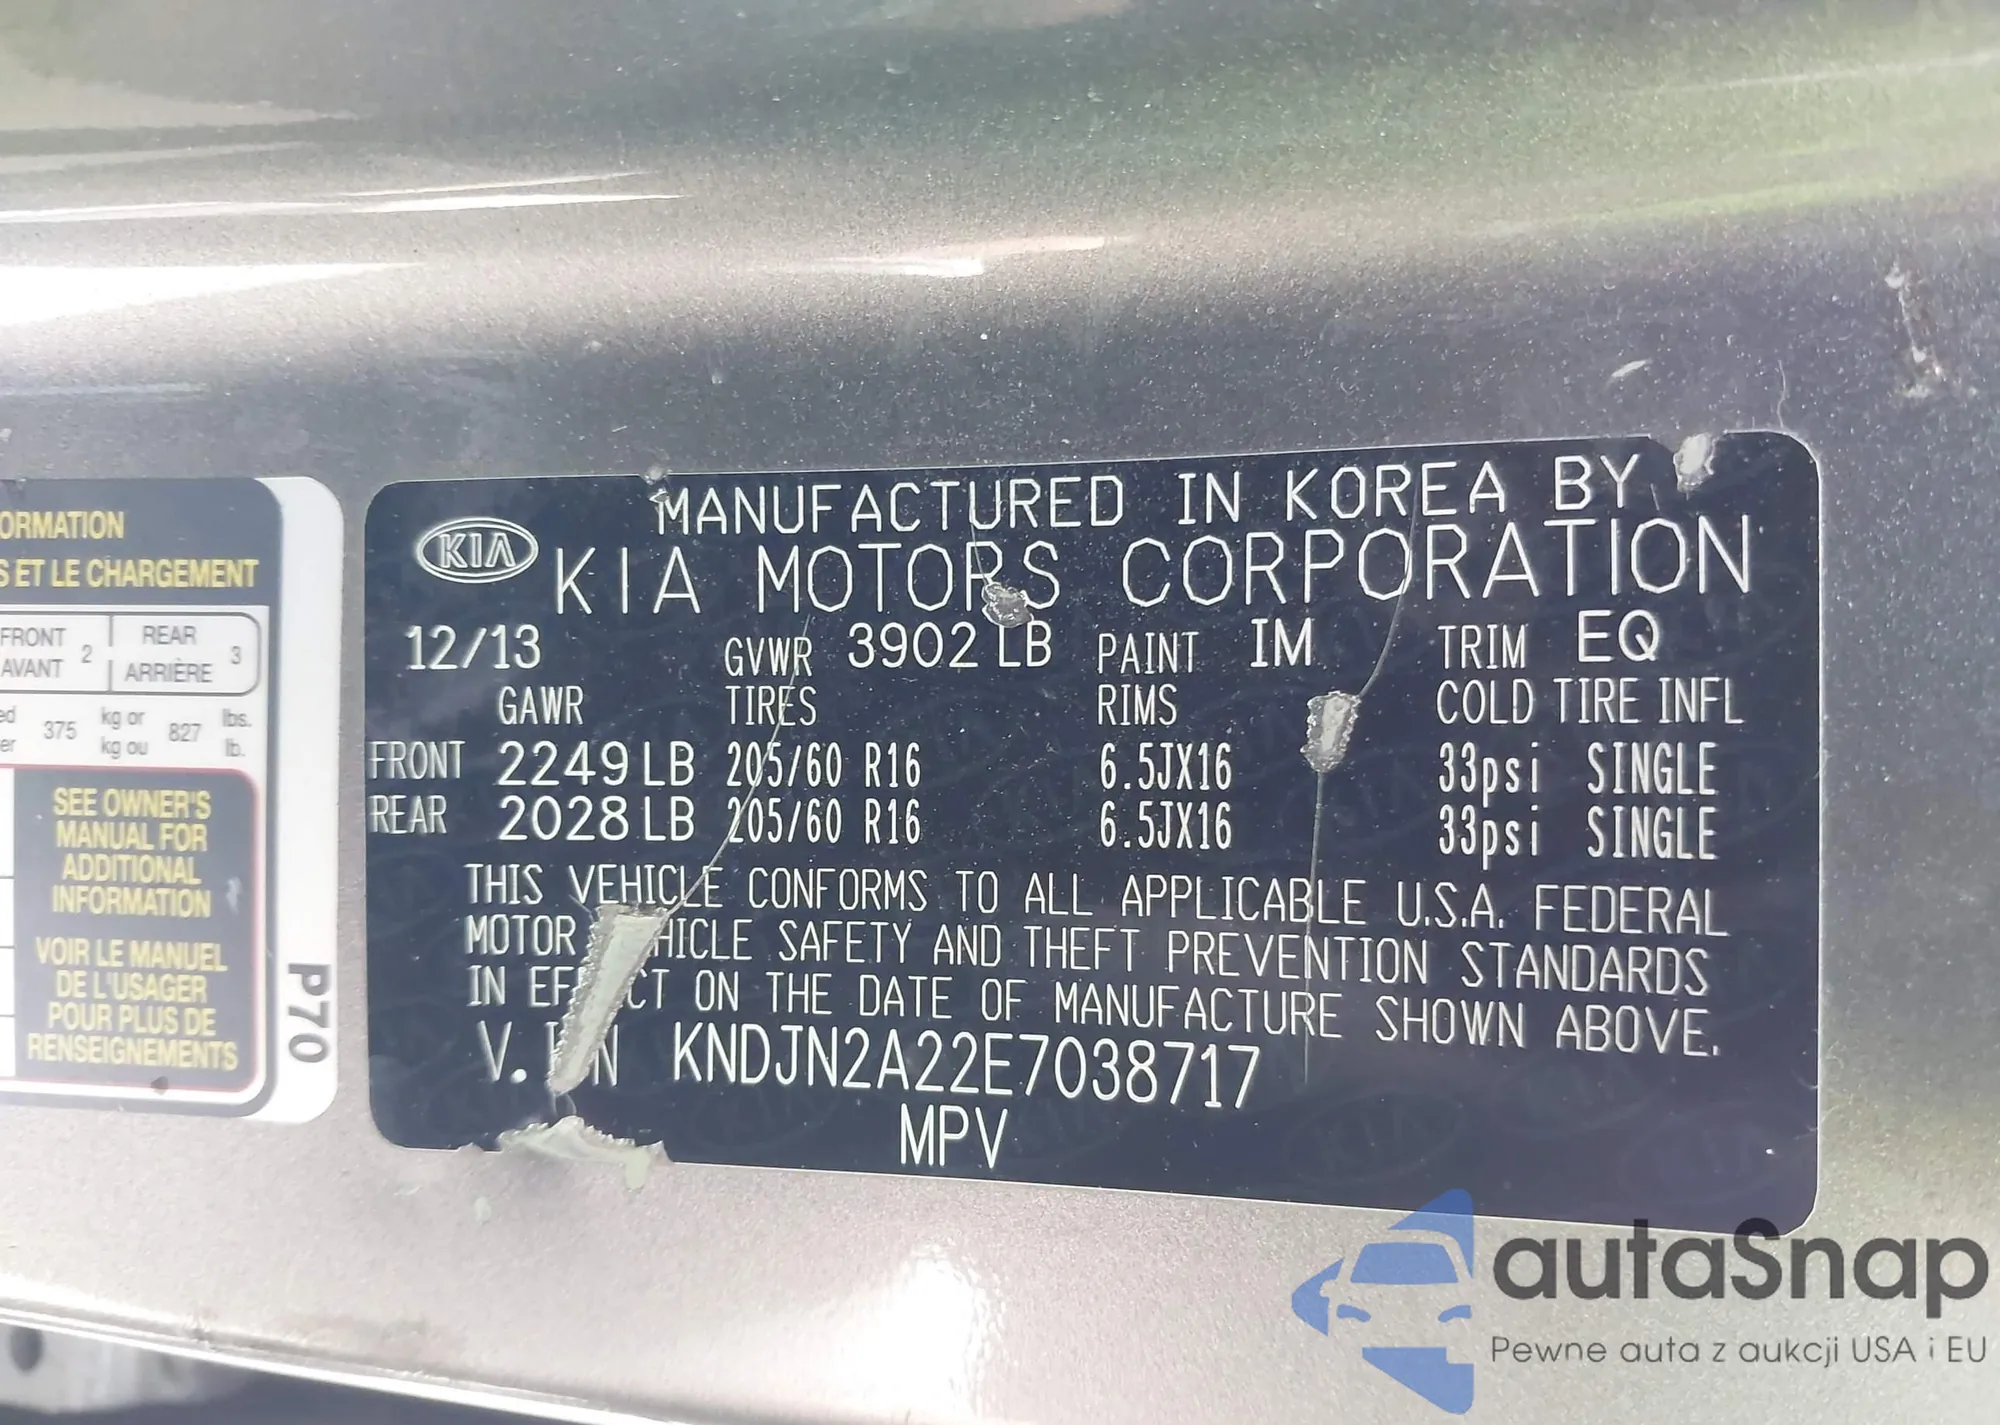 ORMATION
S ET LE CHARGEMENT
FRONT
AVANT
2
REAR
ARRIÈRE
3
ed
er
375
kg or
kg ou
827
lbs.
lb.
SEE OWNER'S
MANUAL FOR
ADDITIONAL
INFORMATION
VOIR LE MANUEL
DE L'USAGER
POUR PLUS DE
RENSEIGNEMENTS
P70
MANUFACTURED IN KOREA BY
KIA KIA MOTORS CORPORATION
12/13 GVWR 3902 LB PAINT IM TRIM EQ
GAWR TIRES RIMS COLD TIRE INFL
FRONT 2249 LB 205/60 R16 6.5JX16 33psi SINGLE
REAR 2028 LB 205/60 R16 6.5JX16 33psi SINGLE
THIS VEHICLE CONFORMS TO ALL APPLICABLE U.S.A. FEDERAL
MOTOR VEHICLE SAFETY AND THEFT PREVENTION STANDARDS
IN EFFECT ON THE DATE OF MANUFACTURE SHOWN ABOVE.
V. I N KNDJN2A22E7038717
MPV
autaSnap
Pewne auta z aukcji USA i EU